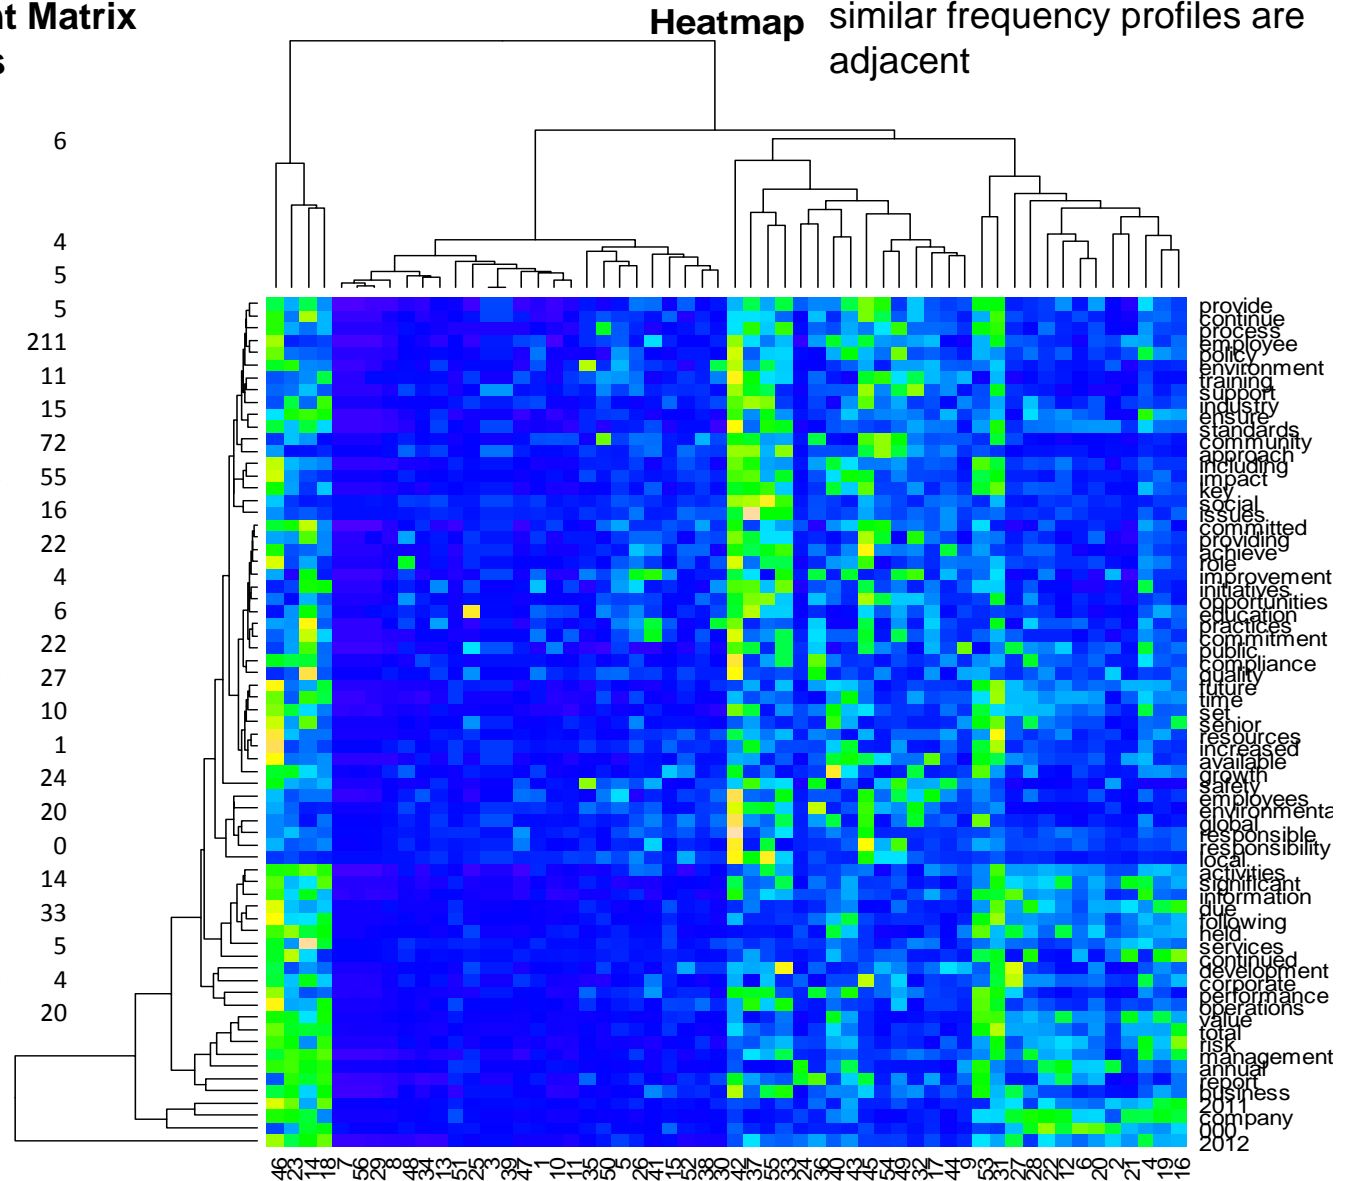 nt Matrix
s
Heatmap
similar frequency profiles are
adjacent
6
4
5
5
211
11
15
72
55
16
22
4
6
22
27
10
1
24
20
0
14
33
5
4
20
provide
continue
process
employee
policy
environment
training
support
industry
ensure
standards
community
approach
including
impact
key
social
issues
committed
providing
achieve
role
improvement
initiatives
opportunities
education
practices
commitment
public
compliance
quality
future
time
set
senior
resources
increased
available
growth
safety
employees
environmenta
global
responsible
responsibility
local
activities
significant
information
due
following
held
services
continued
development
corporate
performance
operations
value
total
risk
management
annual
report
business
2011
company
000
2012
46 23 14 18 7 56 29 8 48 34 13 51 25 3 39 47 1 10 11 35 50 5 26 41 15 52 38 30 42 37 55 33 24 36 40 43 45 54 49 32 17 44 9 53 31 27 28 22 12 6 20 2 21 4 19 16